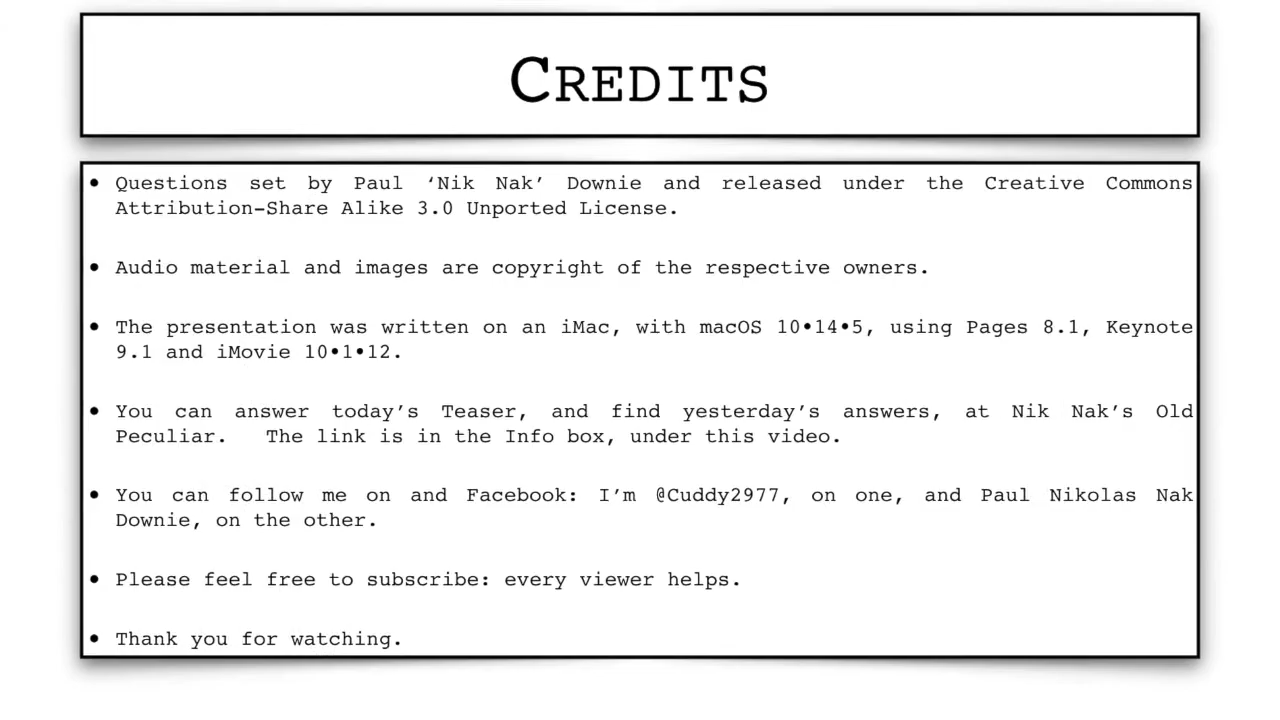 CREDITS
• Questions set by Paul ‘Nik Nak’ Downie and released under the Creative Commons
Attribution-Share Alike 3.0 Unported License.
• Audio material and images are copyright of the respective owners.
• The presentation was written on an iMac, with macOS 10•14•5, using Pages 8.1, Keynote
9.1 and iMovie 10•1•12.
• You can answer today’s Teaser, and find yesterday’s answers, at Nik Nak’s Old
Peculiar. The link is in the Info box, under this video.
• You can follow me on and Facebook: I’m @Cuddy2977, on one, and Paul Nikolas Nak
Downie, on the other.
• Please feel free to subscribe: every viewer helps.
• Thank you for watching.